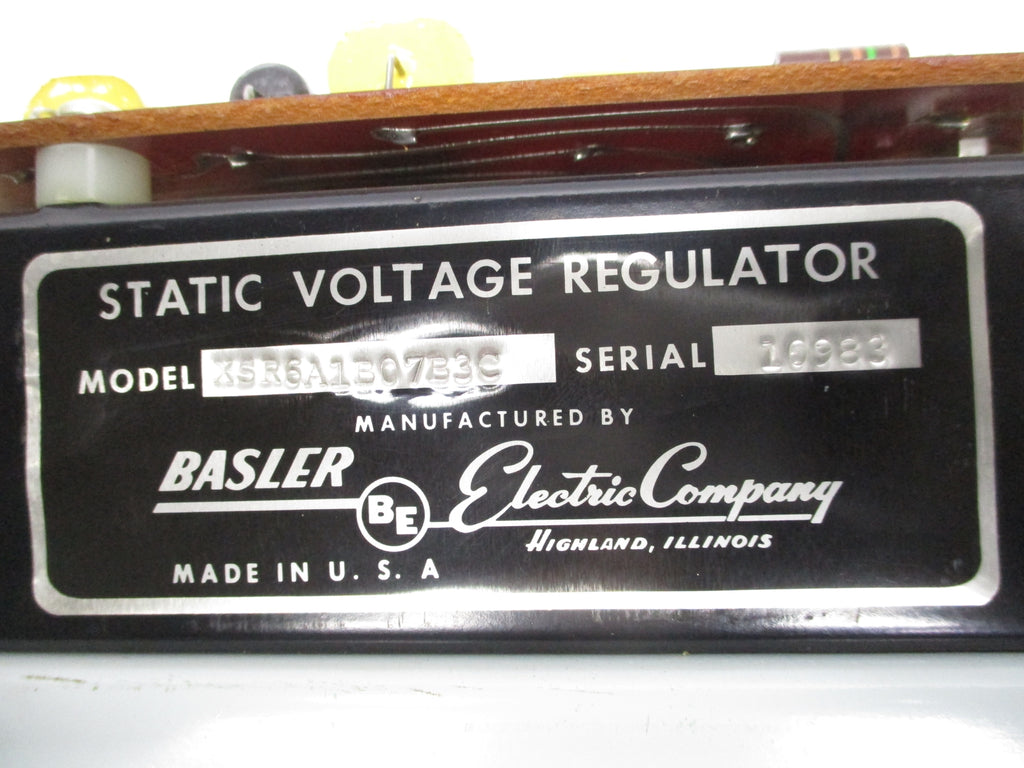 STATIC VOLTAGE REGULATOR
MODEL XSR6A1B07B3C SERIAL 10983
MANUFACTURED BY
BASLER BE Electric Company
HIGHLAND, ILLINOIS
MADE IN U. S. A